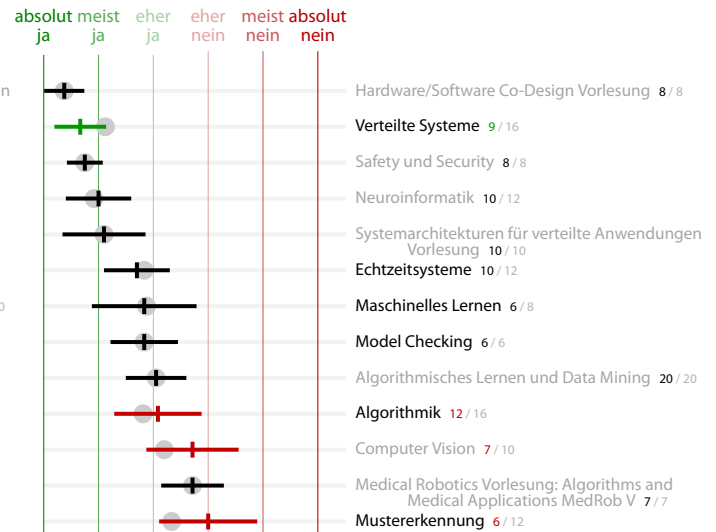 absolut meist eher eher meist absolut
ja ja ja nein nein nein
en Hardware/Software Co-Design Vorlesung 8 / 8
Verteilte Systeme 9 / 16
Safety und Security 8 / 8
Neuroinformatik 10 / 12
Systemarchitekturen für verteilte Anwendungen
Vorlesung 10 / 10
Echtzeitsysteme 10 / 12
0 Maschinelles Lernen 6 / 8
Model Checking 6 / 6
Algorithmisches Lernen und Data Mining 20 / 20
Algorithmik 12 / 16
Computer Vision 7 / 10
Medical Robotics Vorlesung: Algorithms and
Medical Applications MedRob V 7 / 7
Mustererkennung 6 / 12